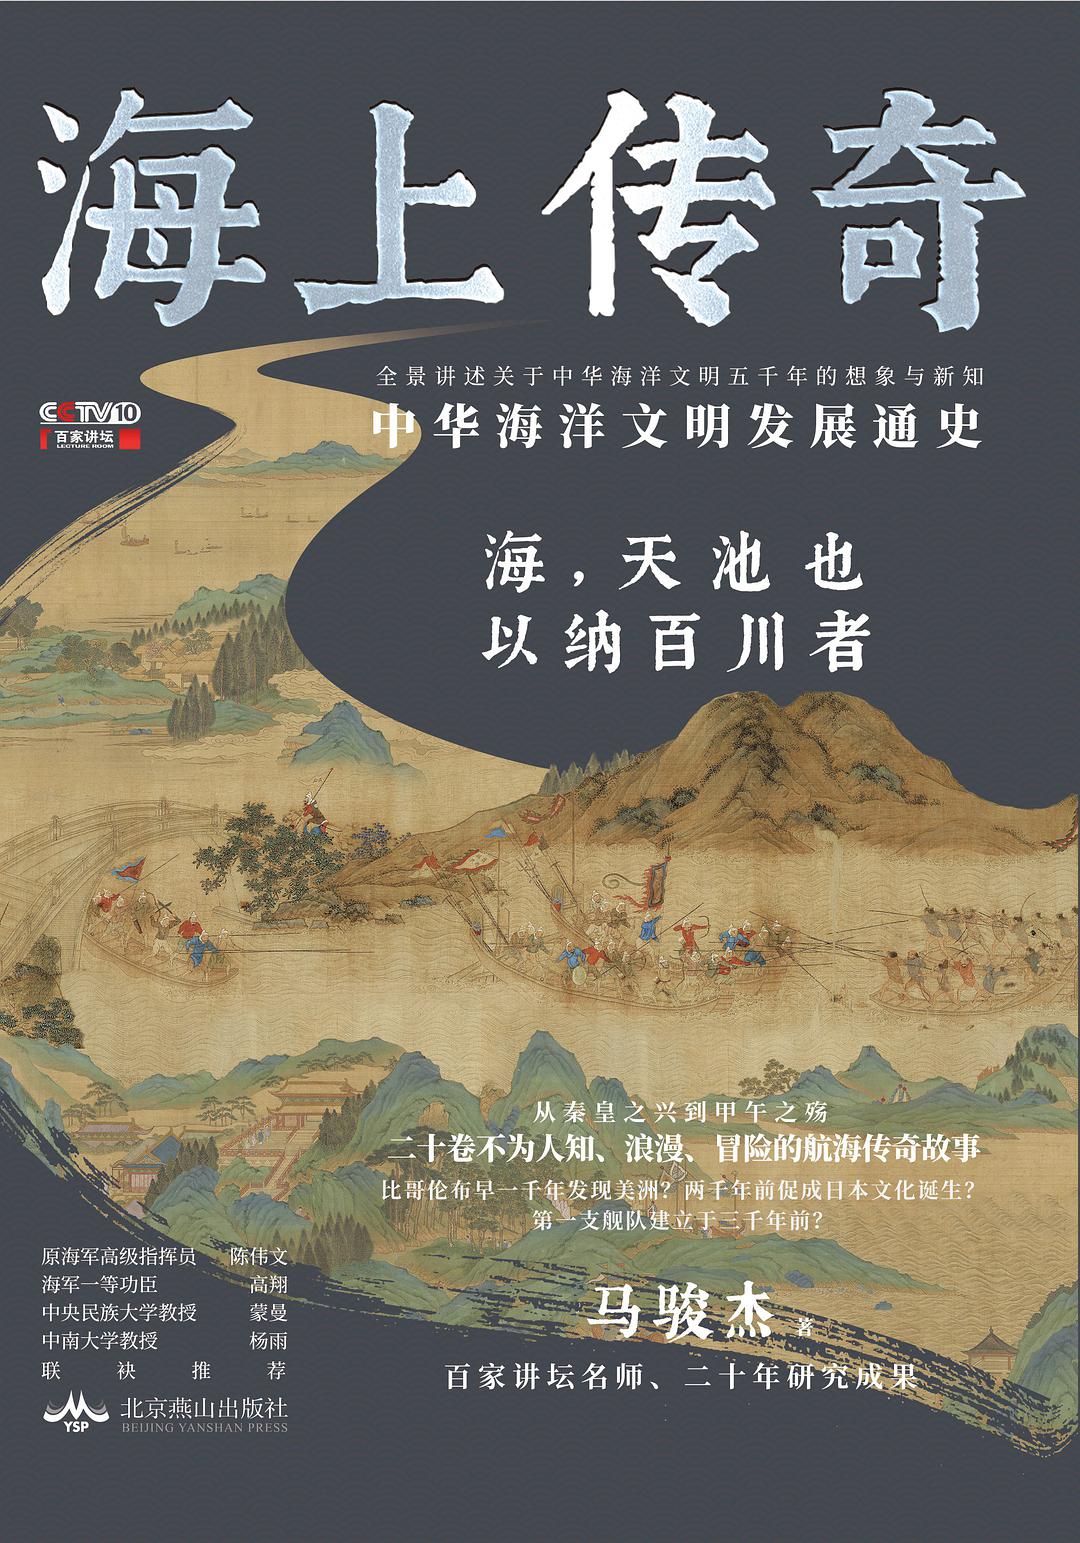 海上传奇
全景讲述关于中华海洋文明五千年的想象与新知
中华海洋文明发展通史
CCTV10
百家讲坛
LECTURE ROOM
海，天池也
以纳百川者
从秦皇之兴到甲午之殇
二十卷不为人知、浪漫、冒险的航海传奇故事
比哥伦布早一千年发现美洲？两千年前促成日本文化诞生？
第一支舰队建立于三千年前？
原海军高级指挥员 陈伟文
海军一等功臣 高翔
中央民族大学教授 蒙曼
中南大学教授 杨雨
联袂推荐
马骏杰 著
百家讲坛名师、二十年研究成果
YSP
北京燕山出版社
BEIJING YANSHAN PRESS